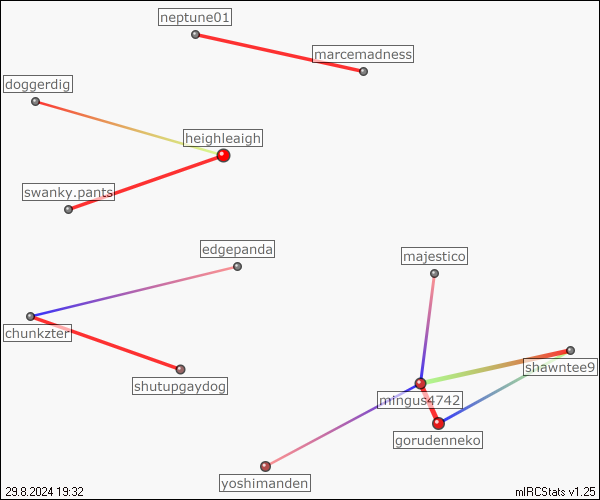 neptune01
marcemadness
doggerdig
heighleaigh
swanky.pants
edgepanda
majestico
chunkzter
shawntee9
shutupgaydog
mingus4742
gorudenneko
yoshimanden
29.8.2024 19:32
mIRCStats v1.25